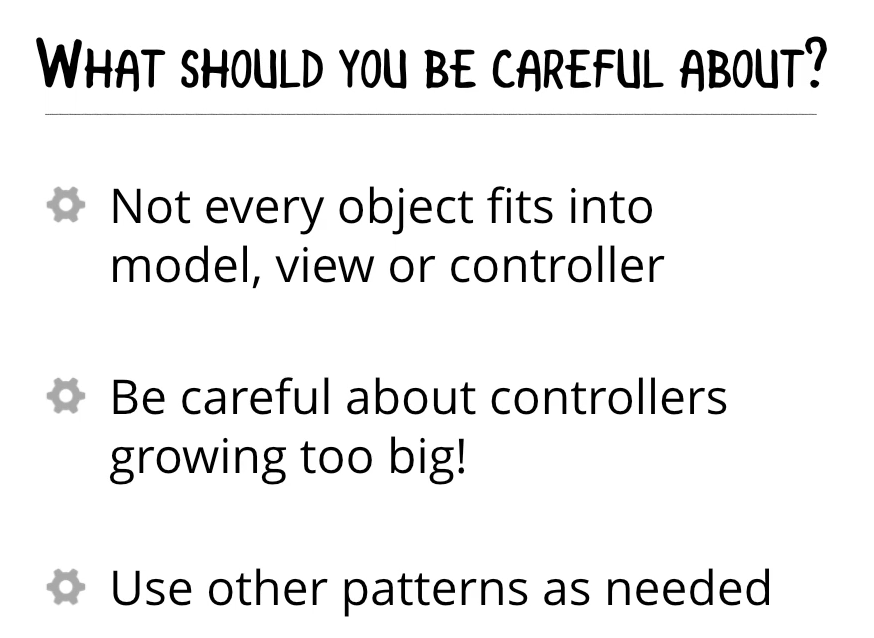 What should you be careful about?
Not every object fits into
model, view or controller
Be careful about controllers
growing too big!
Use other patterns as needed